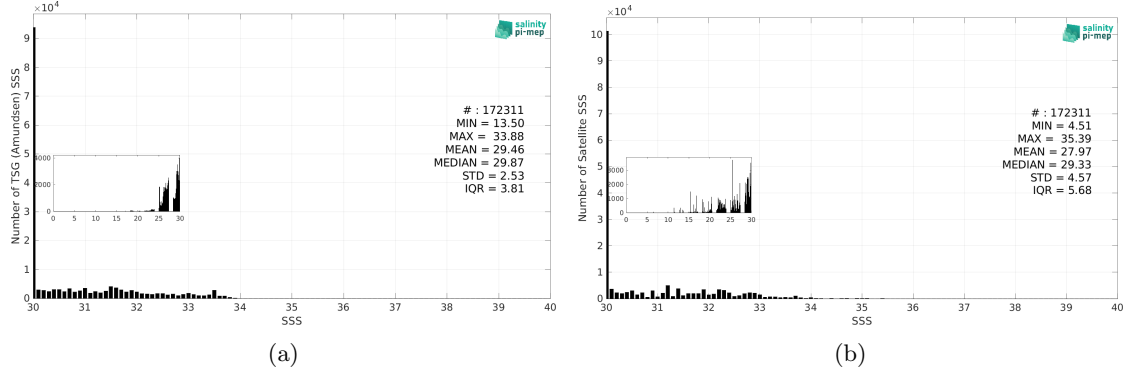 ×10⁴
9
8
7
6
5
4
3
2
1
0
Number of TSG (Amundsen) SSS
salinity
pi-mep
# : 172311
MIN = 13.50
MAX = 33.88
MEAN = 29.46
MEDIAN = 29.87
STD = 2.53
IQR = 3.81
4000
2000
0
0 5 10 15 20 25 30
30 31 32 33 34 35 36 37 38 39 40
SSS
(a)
×10⁴
10
9
8
7
6
5
4
3
2
1
0
Number of Satellite SSS
salinity
pi-mep
# : 172311
MIN = 4.51
MAX = 35.39
MEAN = 27.97
MEDIAN = 29.33
STD = 4.57
IQR = 5.68
3000
2000
1000
0
0 5 10 15 20 25 30
30 31 32 33 34 35 36 37 38 39 40
SSS
(b)